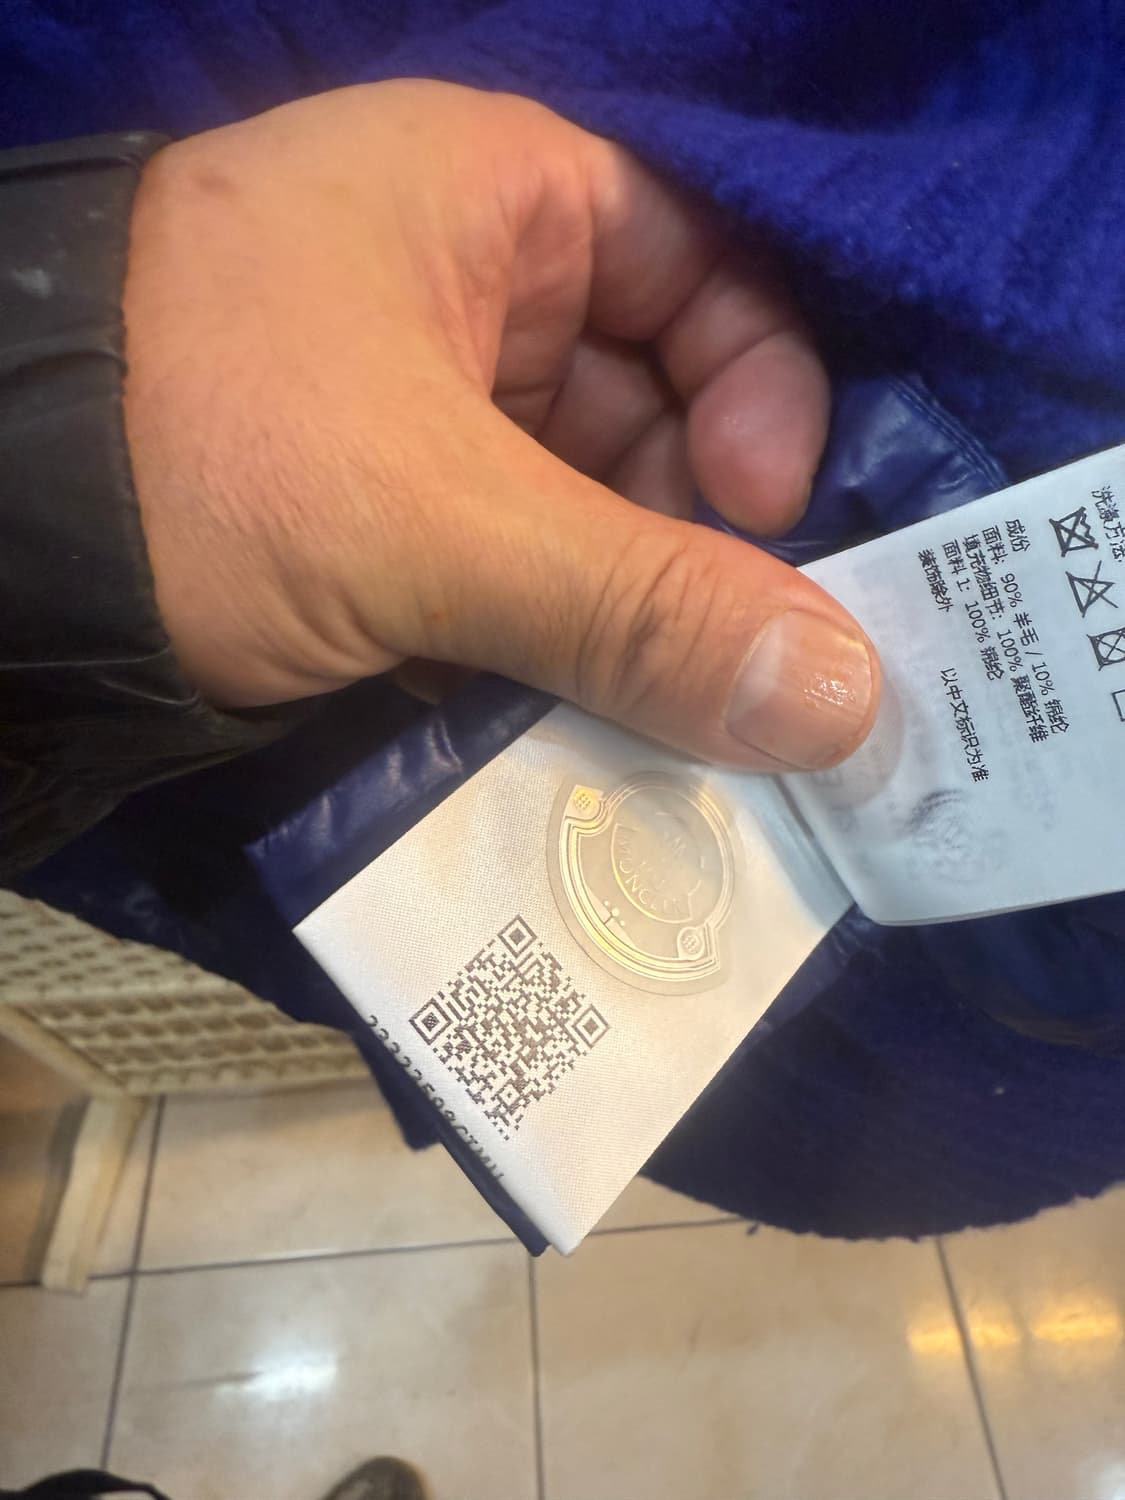 洗涤方法:
成份
面料: 90% 羊毛 / 10% 锦纶
填充物细节: 100% 聚酯纤维
面料 1: 100% 锦纶
装饰除外
以中文标识为准
MONCLER